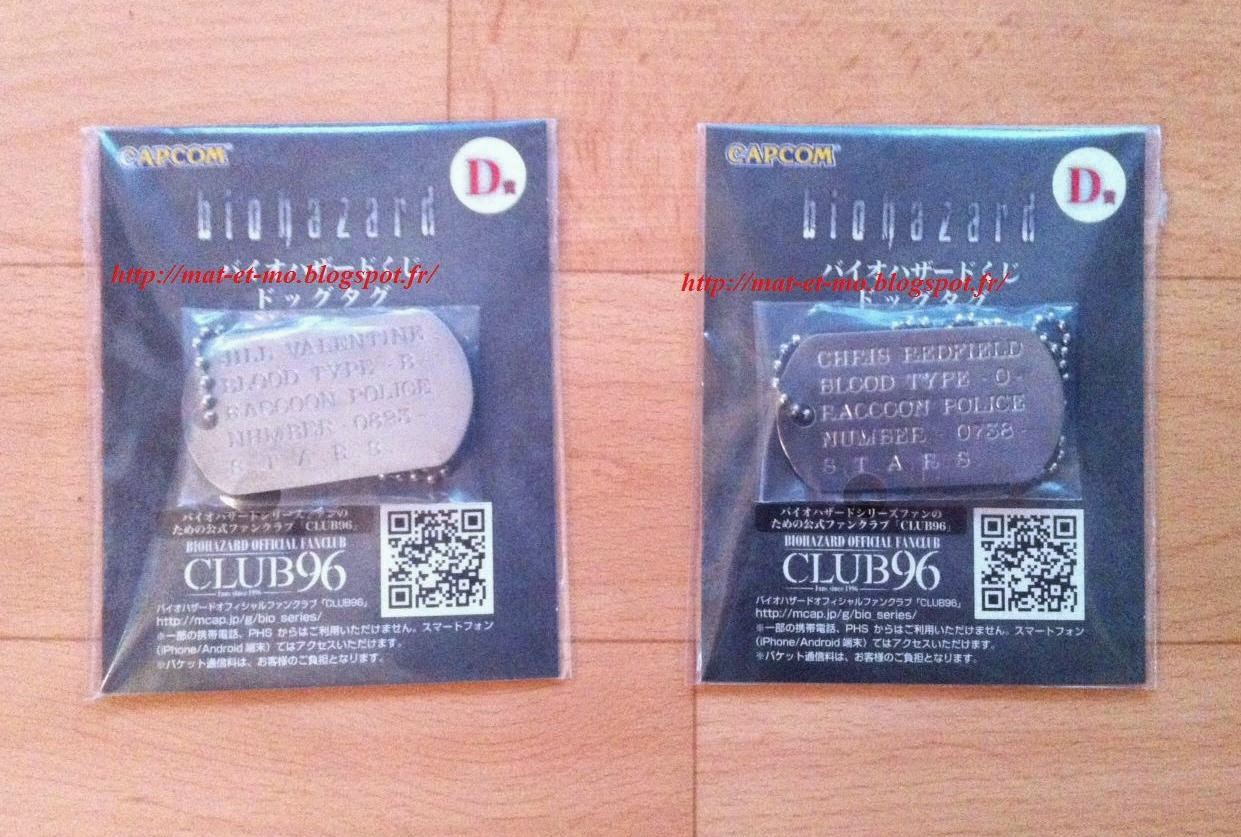 CAPCOM
D賞
biohazard
バイオハザードくじ
http://mat-et-mo.blogspot.fr/
ドッグタグ
JILL VALENTINE
BLOOD TYPE -B-
RACCOON POLICE
NUMBER -0883-
S T A R S
バイオハザードシリーズファンの
ための公式ファンクラブ「CLUB96」
BIOHAZARD OFFICIAL FANCLUB
CLUB96
Fans since 1996
バイオハザードオフィシャルファンクラブ「CLUB96」
http://mcap.jp/g/bio_series/
※一部の携帯電話、PHS からはご利用いただけません。スマートフォン
(iPhone/Android 端末) ではアクセスいただけます。
※パケット通信料は、お客様のご負担となります。
CAPCOM
D賞
biohazard
バイオハザードくじ
http://mat-et-mo.blogspot.fr/
ドッグタグ
CHRIS REDFIELD
BLOOD TYPE -O-
RACCOON POLICE
NUMBER -0738-
S T A R S
バイオハザードシリーズファンの
ための公式ファンクラブ「CLUB96」
BIOHAZARD OFFICIAL FANCLUB
CLUB96
Fans since 1996
バイオハザードオフィシャルファンクラブ「CLUB96」
http://mcap.jp/g/bio_series/
※一部の携帯電話、PHS からはご利用いただけません。スマートフォン
(iPhone/Android 端末) ではアクセスいただけます。
※パケット通信料は、お客様のご負担となります。